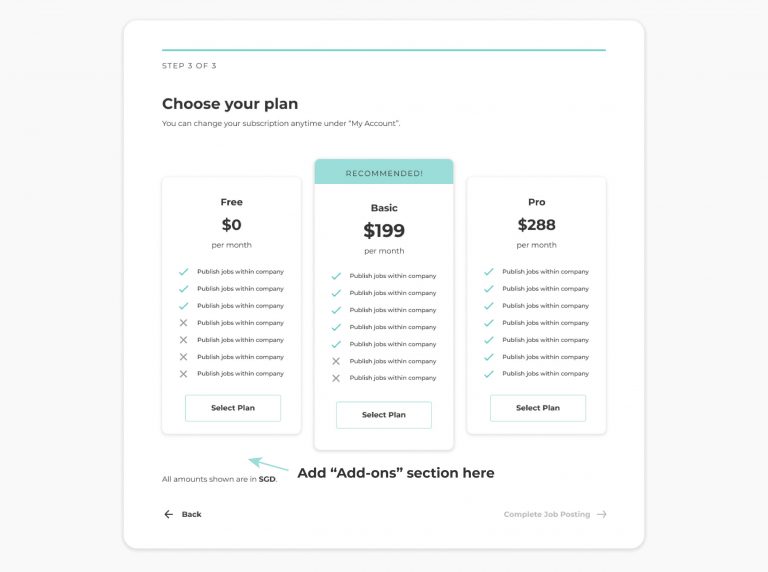 STEP 3 OF 3
Choose your plan
You can change your subscription anytime under “My Account”.
Free
$0
per month
Publish jobs within company
Publish jobs within company
Publish jobs within company
Publish jobs within company
Publish jobs within company
Publish jobs within company
Publish jobs within company
Select Plan
RECOMMENDED!
Basic
$199
per month
Publish jobs within company
Publish jobs within company
Publish jobs within company
Publish jobs within company
Publish jobs within company
Publish jobs within company
Publish jobs within company
Select Plan
Pro
$288
per month
Publish jobs within company
Publish jobs within company
Publish jobs within company
Publish jobs within company
Publish jobs within company
Publish jobs within company
Publish jobs within company
Select Plan
Add “Add-ons” section here
All amounts shown are in SGD.
Back
Complete Job Posting